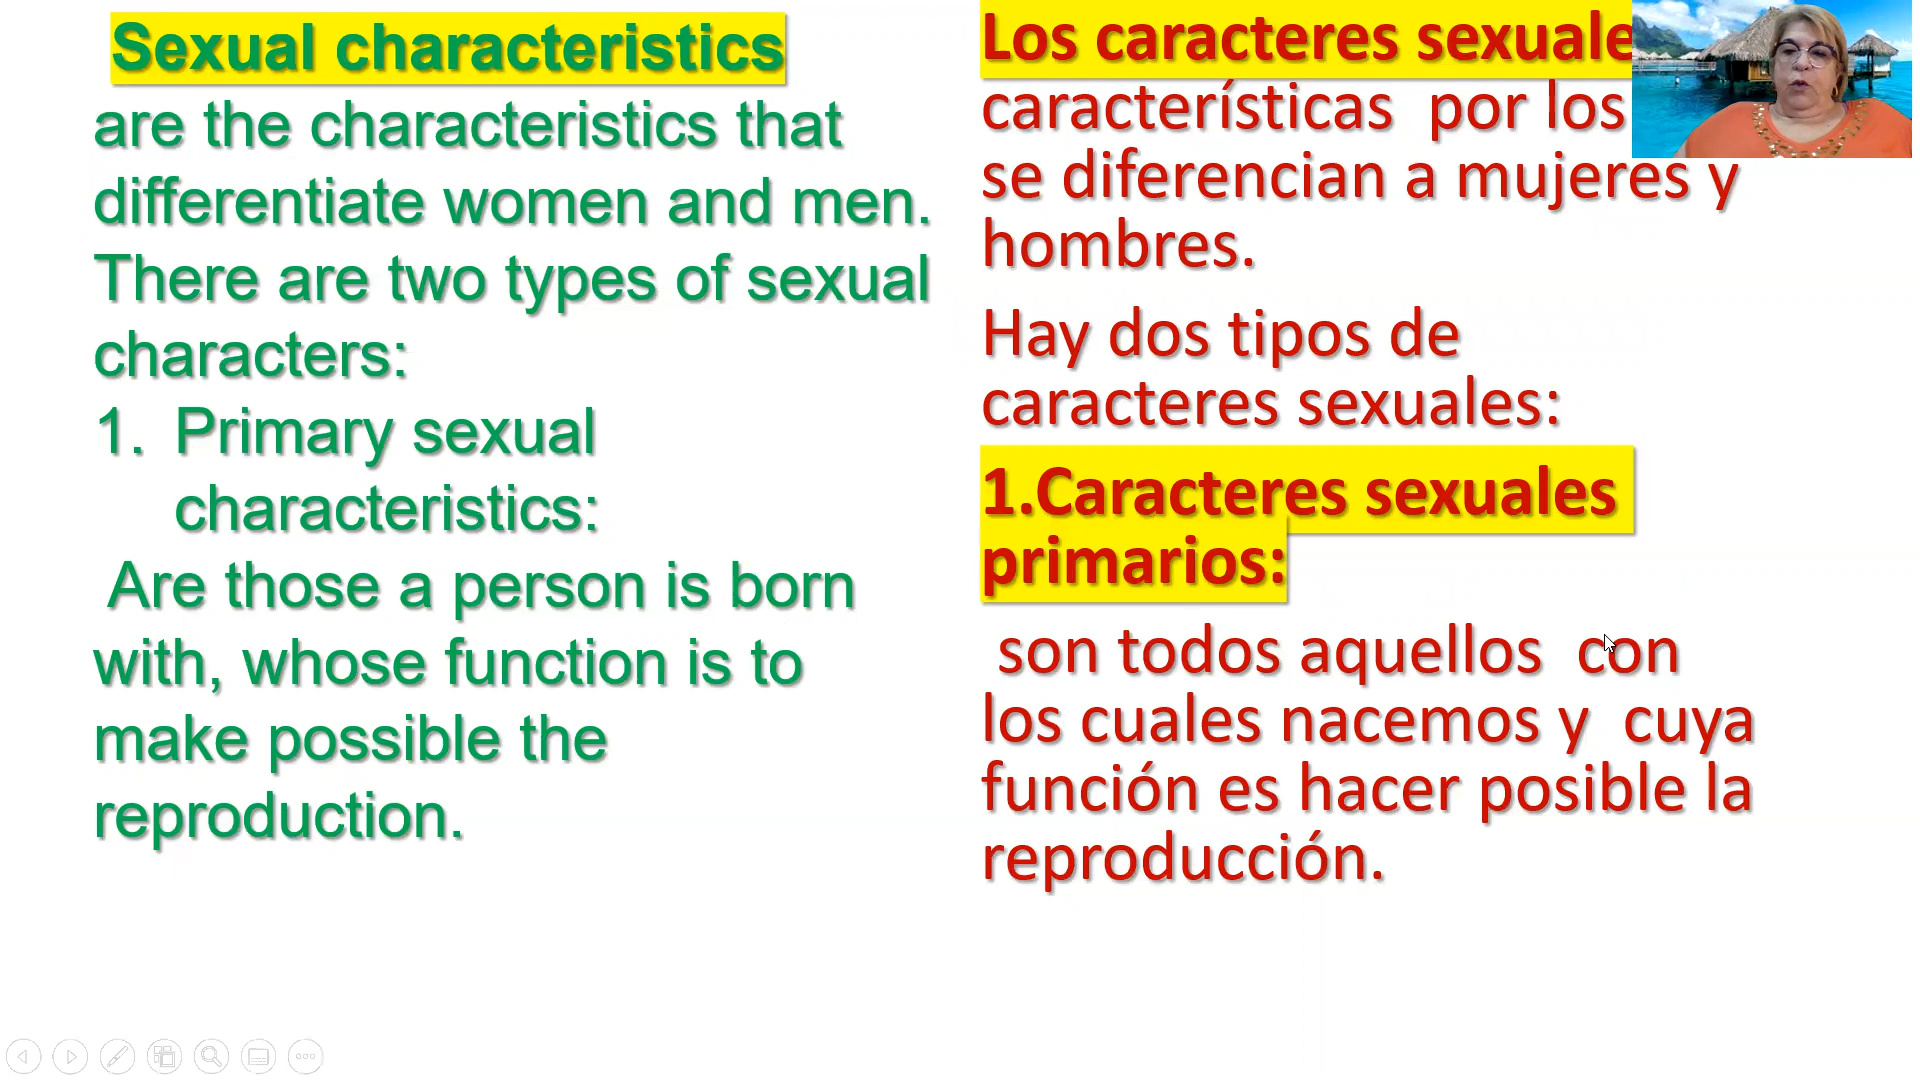 Sexual characteristics
are the characteristics that
differentiate women and men.
There are two types of sexual
characters:
1. Primary sexual
characteristics:
Are those a person is born
with, whose function is to
make possible the
reproduction.
Los caracteres
características por los
se diferencian a mujeres y
hombres.
Hay dos tipos de
caracteres sexuales:
1.Caracteres sexuales
primarios:
son todos aquellos con
los cuales nacemos y cuya
función es hacer posible la
reproducción.